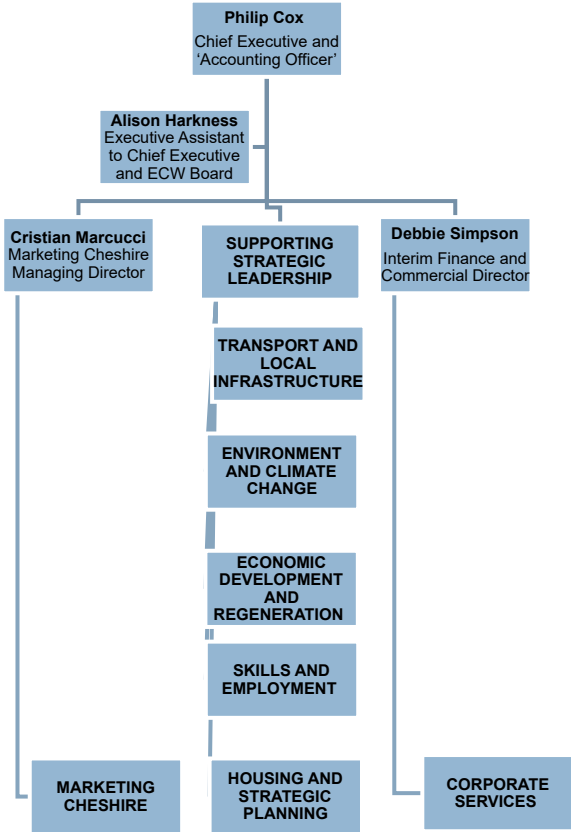 Philip Cox
Chief Executive and
‘Accounting Officer’
Alison Harkness
Executive Assistant
to Chief Executive
and ECW Board
Cristian Marcucci
Marketing Cheshire
Managing Director
SUPPORTING
STRATEGIC
LEADERSHIP
Debbie Simpson
Interim Finance and
Commercial Director
TRANSPORT AND
LOCAL
INFRASTRUCTURE
ENVIRONMENT
AND CLIMATE
CHANGE
ECONOMIC
DEVELOPMENT
AND
REGENERATION
SKILLS AND
EMPLOYMENT
MARKETING
CHESHIRE
HOUSING AND
STRATEGIC
PLANNING
CORPORATE
SERVICES